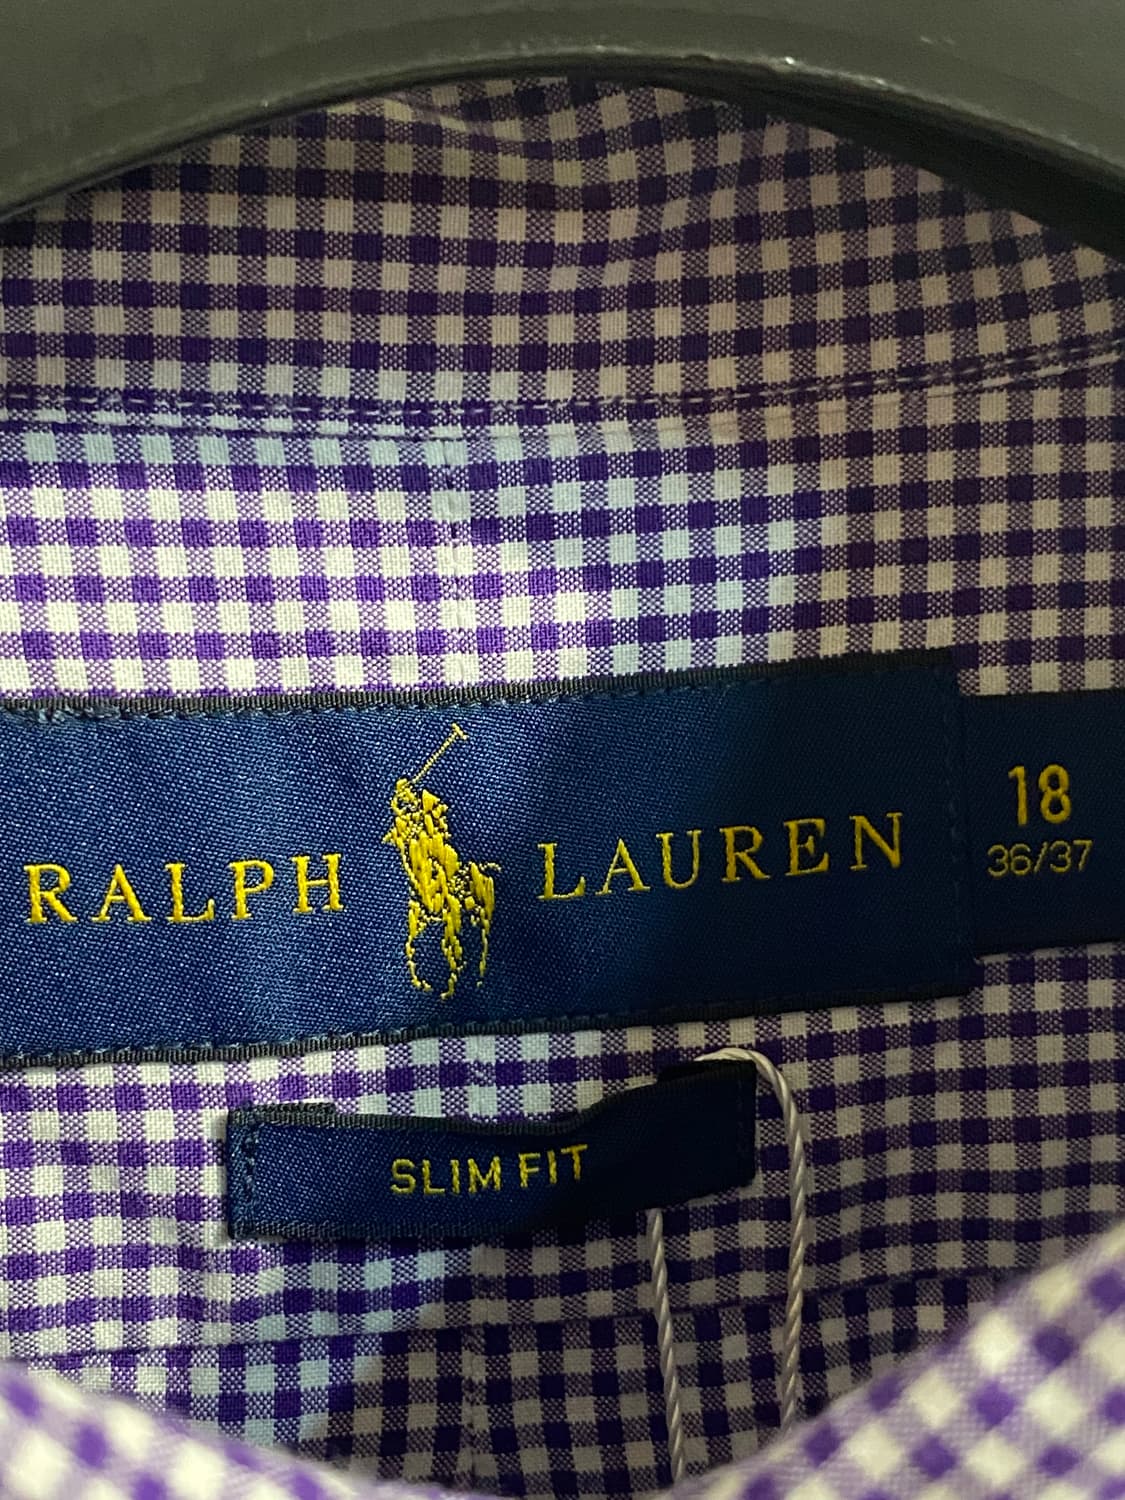 RALPH LAUREN
18
36/37
SLIM FIT